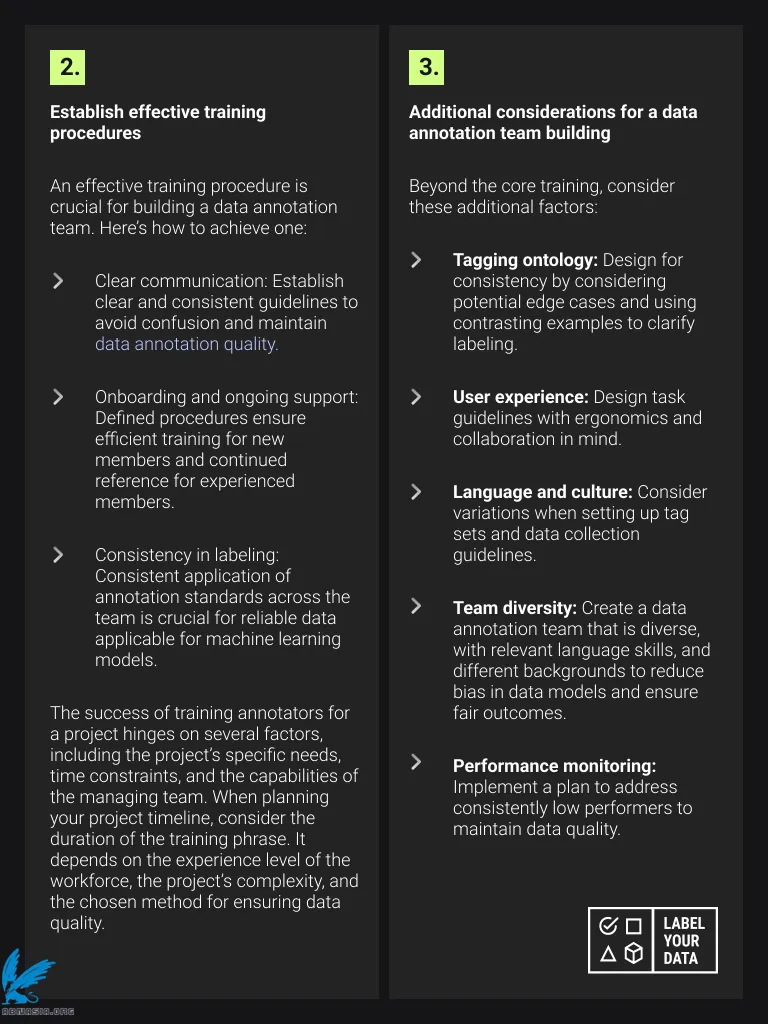 2.
Establish effective training
procedures
An effective training procedure is
crucial for building a data annotation
team. Here's how to achieve one:
Clear communication: Establish
clear and consistent guidelines to
avoid confusion and maintain
data annotation quality.
Onboarding and ongoing support:
Defined procedures ensure
efficient training for new
members and continued
reference for experienced
members.
Consistency in labeling:
Consistent application of
annotation standards across the
team is crucial for reliable data
applicable for machine learning
models.
The success of training annotators for
a project hinges on several factors,
including the project's specific needs,
time constraints, and the capabilities of
the managing team. When planning
your project timeline, consider the
duration of the training phrase. It
depends on the experience level of the
workforce, the project's complexity, and
the chosen method for ensuring data
quality.
3.
Additional considerations for a data
annotation team building
Beyond the core training, consider
these additional factors:
Tagging ontology: Design for
consistency by considering
potential edge cases and using
contrasting examples to clarify
labeling.
User experience: Design task
guidelines with ergonomics and
collaboration in mind.
Language and culture: Consider
variations when setting up tag
sets and data collection
guidelines.
Team diversity: Create a data
annotation team that is diverse,
with relevant language skills, and
different backgrounds to reduce
bias in data models and ensure
fair outcomes.
Performance monitoring:
Implement a plan to address
consistently low performers to
maintain data quality.
LABEL
YOUR
DATA
ABMASIA.ORG